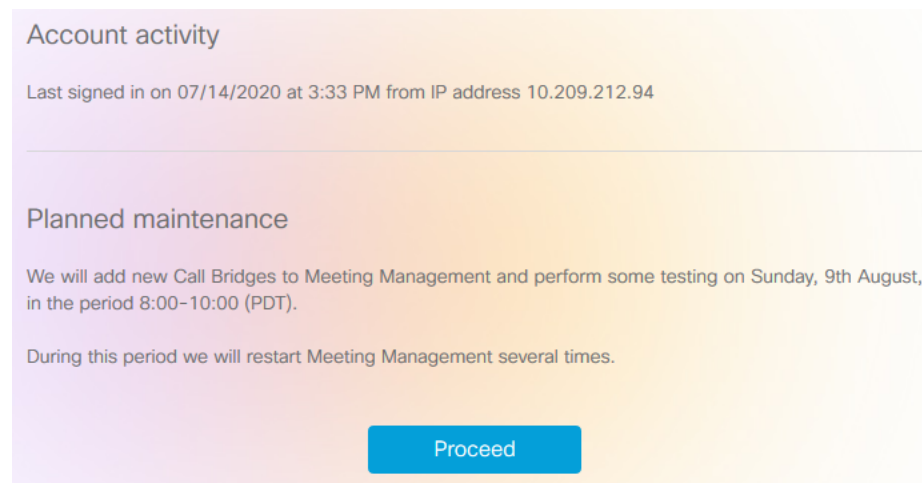 Account activity
Last signed in on 07/14/2020 at 3:33 PM from IP address 10.209.212.94
Planned maintenance
We will add new Call Bridges to Meeting Management and perform some testing on Sunday, 9th August,
in the period 8:00-10:00 (PDT).
During this period we will restart Meeting Management several times.
Proceed